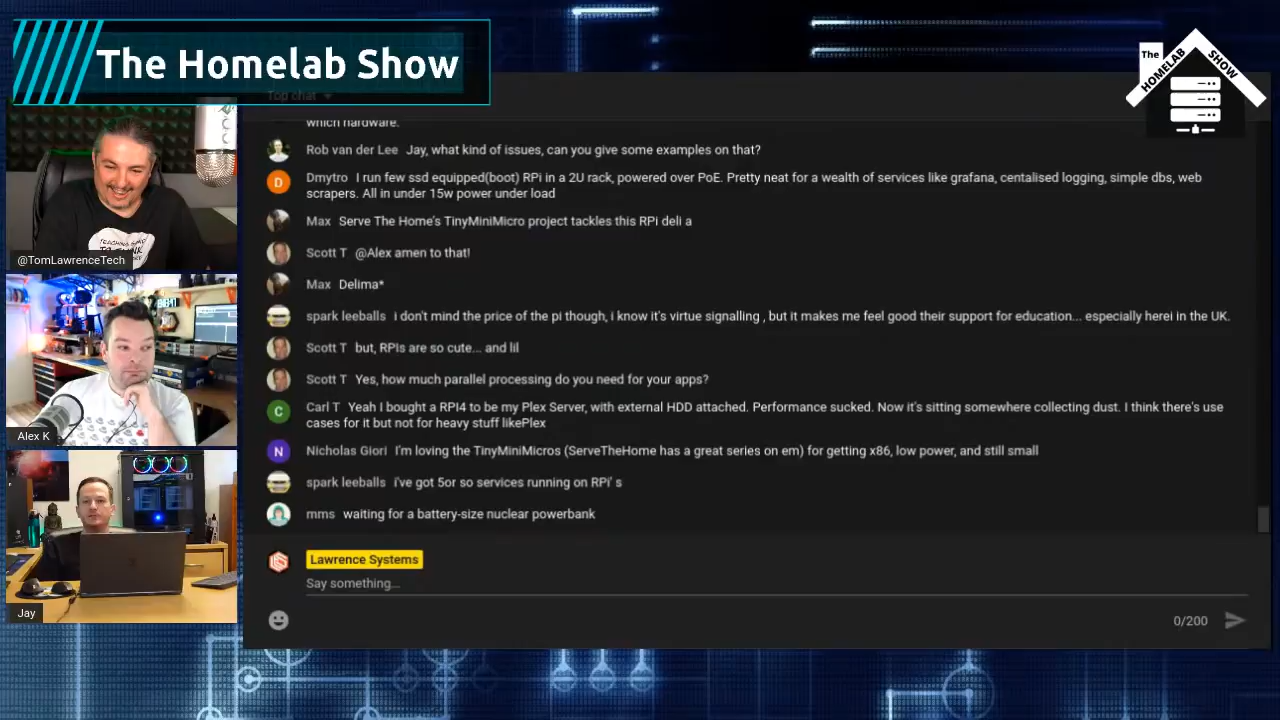 The Homelab Show
The
HOMELAB
SHOW
Top chat
which hardware.
Rob van der Lee Jay, what kind of issues, can you give some examples on that?
D
Dmytro I run few ssd equipped(boot) RPi in a 2U rack, powered over PoE. Pretty neat for a wealth of services like grafana, centalised logging, simple dbs, web
scrapers. All in under 15w power under load
Max Serve The Home's TinyMiniMicro project tackles this RPi deli a
Scott T @Alex amen to that!
Max Delima*
spark leeballs i don't mind the price of the pi though, i know it's virtue signalling , but it makes me feel good their support for education... especially herei in the UK.
Scott T but, RPIs are so cute... and lil
Scott T Yes, how much parallel processing do you need for your apps?
C
Carl T Yeah I bought a RPI4 to be my Plex Server, with external HDD attached. Performance sucked. Now it's sitting somewhere collecting dust. I think there's use
cases for it but not for heavy stuff likePlex
N
Nicholas Giori I'm loving the TinyMiniMicros (ServeTheHome has a great series on em) for getting x86, low power, and still small
spark leeballs i've got 5or so services running on RPi' s
mms waiting for a battery-size nuclear powerbank
Lawrence Systems
Say something...
0/200
@TomLawrenceTech
Alex K
Jay